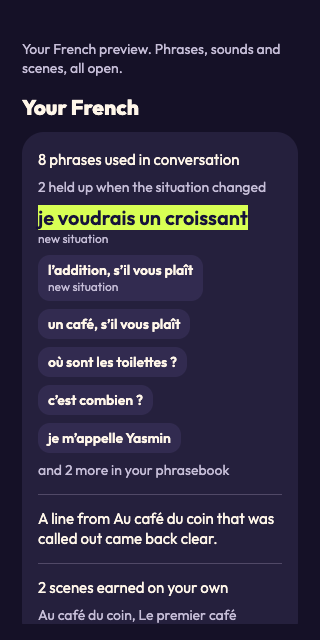 Your French preview. Phrases, sounds and
scenes, all open.
Your French
8 phrases used in conversation
2 held up when the situation changed
je voudrais un croissant
new situation
l’addition, s’il vous plaît
new situation
un café, s’il vous plaît
où sont les toilettes ?
c’est combien ?
je m’appelle Yasmin
and 2 more in your phrasebook
A line from Au café du coin that was
called out came back clear.
2 scenes earned on your own
Au café du coin, Le premier café